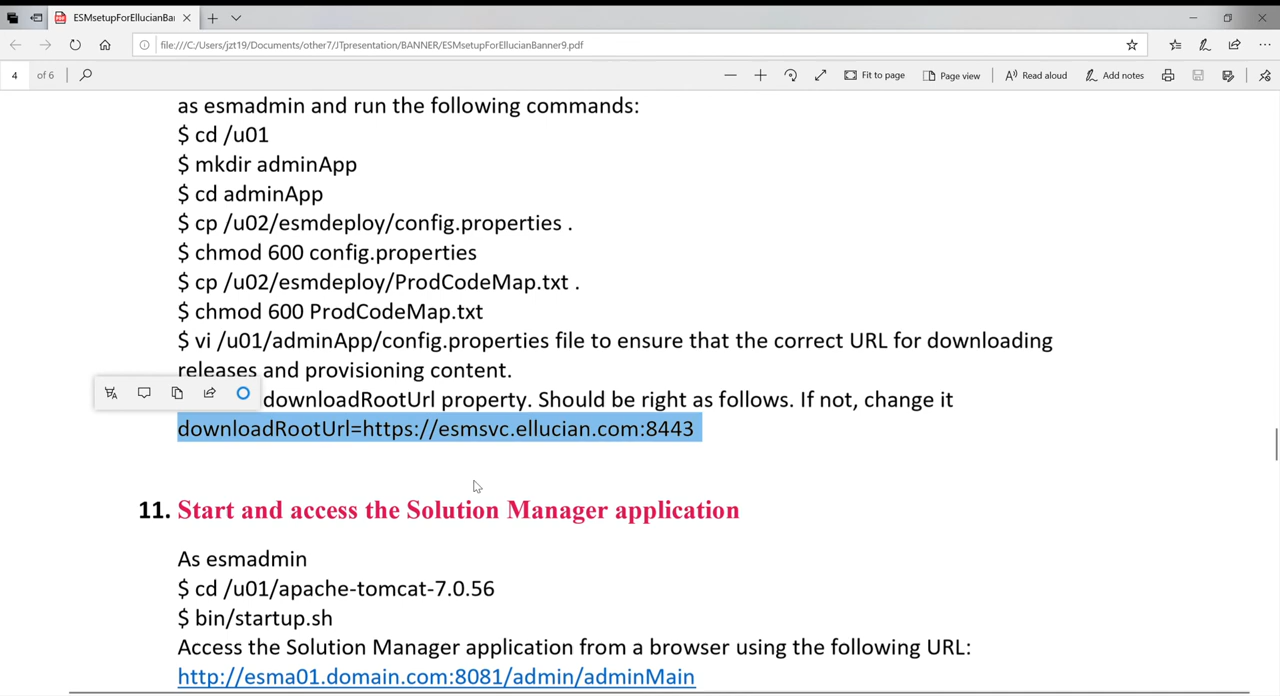 ESMsetupForEllucianBai
file:///C:/Users/jzt19/Documents/other7/JTpresentation/BANNER/ESMsetupForEllucianBanner9.pdf
4 of 6 Fit to page Page view Read aloud Add notes
as esmadmin and run the following commands:
$ cd /u01
$ mkdir adminApp
$ cd adminApp
$ cp /u02/esmdeploy/config.properties .
$ chmod 600 config.properties
$ cp /u02/esmdeploy/ProdCodeMap.txt .
$ chmod 600 ProdCodeMap.txt
$ vi /u01/adminApp/config.properties file to ensure that the correct URL for downloading
releases and provisioning content.
downloadRootUrl property. Should be right as follows. If not, change it
downloadRootUrl=https://esmsvc.ellucian.com:8443
11. Start and access the Solution Manager application
As esmadmin
$ cd /u01/apache-tomcat-7.0.56
$ bin/startup.sh
Access the Solution Manager application from a browser using the following URL:
http://esma01.domain.com:8081/admin/adminMain